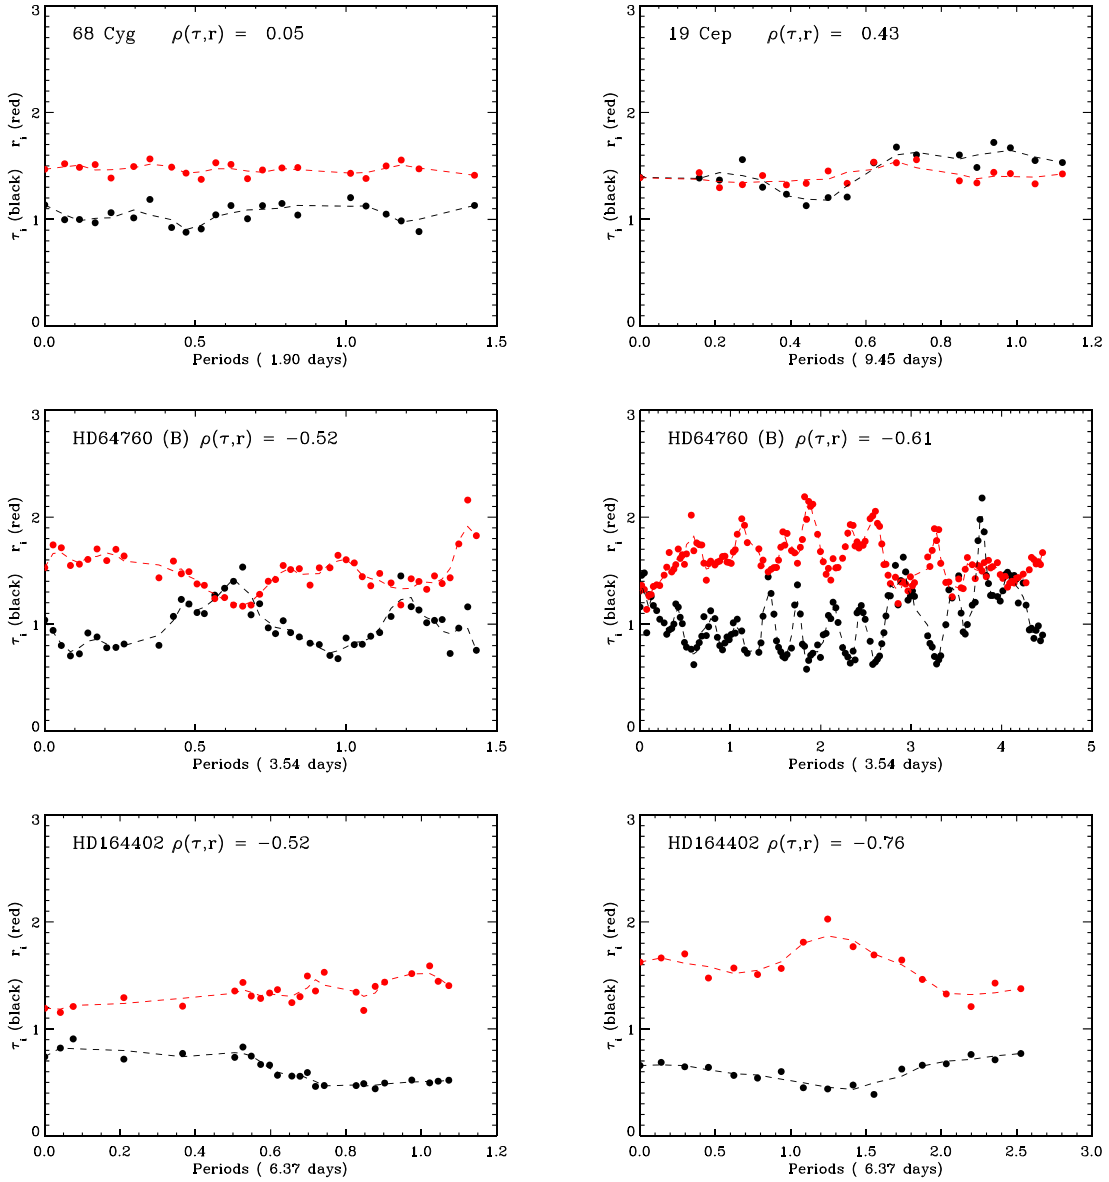 68 Cyg ρ(τ,r) = 0.05
3
2
1
0
τ_i (black) r_i (red)
0.0 0.5 1.0 1.5
Periods ( 1.90 days)
19 Cep ρ(τ,r) = 0.43
3
2
1
0
τ_i (black) r_i (red)
0.0 0.2 0.4 0.6 0.8 1.0 1.2
Periods ( 9.45 days)
HD64760 (B) ρ(τ,r) = −0.52
3
2
1
0
τ_i (black) r_i (red)
0.0 0.5 1.0 1.5
Periods ( 3.54 days)
HD64760 (B) ρ(τ,r) = −0.61
3
2
1
0
τ_i (black) r_i (red)
0 1 2 3 4 5
Periods ( 3.54 days)
HD164402 ρ(τ,r) = −0.52
3
2
1
0
τ_i (black) r_i (red)
0.0 0.2 0.4 0.6 0.8 1.0 1.2
Periods ( 6.37 days)
HD164402 ρ(τ,r) = −0.76
3
2
1
0
τ_i (black) r_i (red)
0.0 0.5 1.0 1.5 2.0 2.5 3.0
Periods ( 6.37 days)